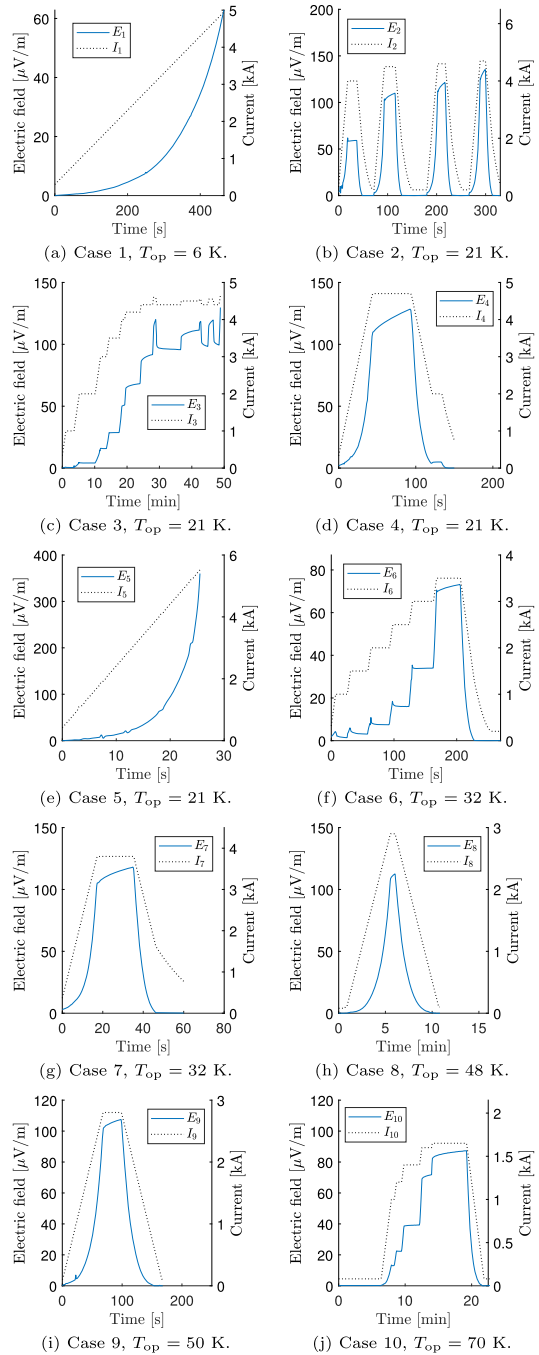 Electric field [µV/m]
60
40
20
0
E1
I1
5
4
3
2
1
0
Current [kA]
0 200 400
Time [s]
(a) Case 1, Top = 6 K.
Electric field [µV/m]
200
150
100
50
0
E2
I2
6
4
2
0
Current [kA]
0 100 200 300
Time [s]
(b) Case 2, Top = 21 K.
Electric field [µV/m]
150
100
50
0
E3
I3
5
4
3
2
1
0
Current [kA]
0 10 20 30 40 50
Time [min]
(c) Case 3, Top = 21 K.
Electric field [µV/m]
150
100
50
0
E4
I4
5
4
3
2
1
0
Current [kA]
0 100 200
Time [s]
(d) Case 4, Top = 21 K.
Electric field [µV/m]
400
300
200
100
0
E5
I5
6
4
2
0
Current [kA]
0 10 20 30
Time [s]
(e) Case 5, Top = 21 K.
Electric field [µV/m]
80
60
40
20
0
E6
I6
4
3
2
1
0
Current [kA]
0 100 200
Time [s]
(f) Case 6, Top = 32 K.
Electric field [µV/m]
150
100
50
0
E7
I7
4
3
2
1
0
Current [kA]
0 20 40 60 80
Time [s]
(g) Case 7, Top = 32 K.
Electric field [µV/m]
150
100
50
0
E8
I8
3
2
1
0
Current [kA]
0 5 10 15
Time [min]
(h) Case 8, Top = 48 K.
Electric field [µV/m]
120
100
80
60
40
20
0
E9
I9
3
2
1
0
Current [kA]
0 100 200
Time [s]
(i) Case 9, Top = 50 K.
Electric field [µV/m]
120
100
80
60
40
20
0
E10
I10
2
1.5
1
0.5
0
Current [kA]
0 10 20
Time [min]
(j) Case 10, Top = 70 K.